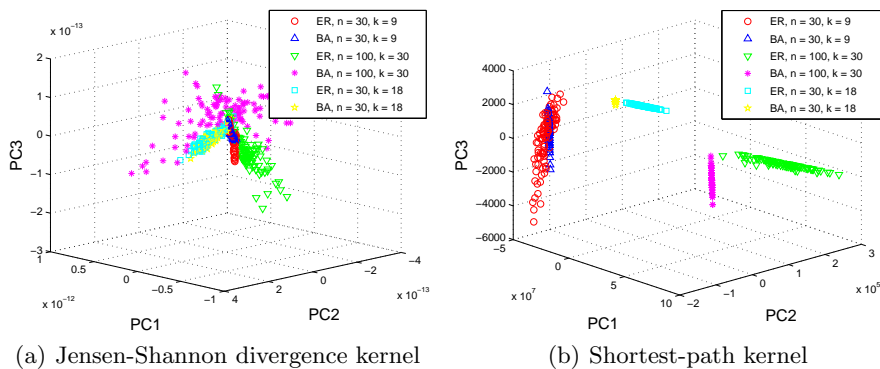 x 10⁻¹³
2
1
0
−1
−2
−3
PC3
1
0.5
0
−0.5
−1
x 10⁻¹²
PC1
4
2
0
−2
−4
x 10⁻¹³
PC2
ER, n = 30, k = 9
BA, n = 30, k = 9
ER, n = 100, k = 30
BA, n = 100, k = 30
ER, n = 30, k = 18
BA, n = 30, k = 18
(a) Jensen-Shannon divergence kernel
4000
2000
0
−2000
−4000
−6000
PC3
−5
0
5
10
x 10⁷
PC1
−2
−1
0
1
2
3
x 10⁵
PC2
ER, n = 30, k = 9
BA, n = 30, k = 9
ER, n = 100, k = 30
BA, n = 100, k = 30
ER, n = 30, k = 18
BA, n = 30, k = 18
(b) Shortest-path kernel